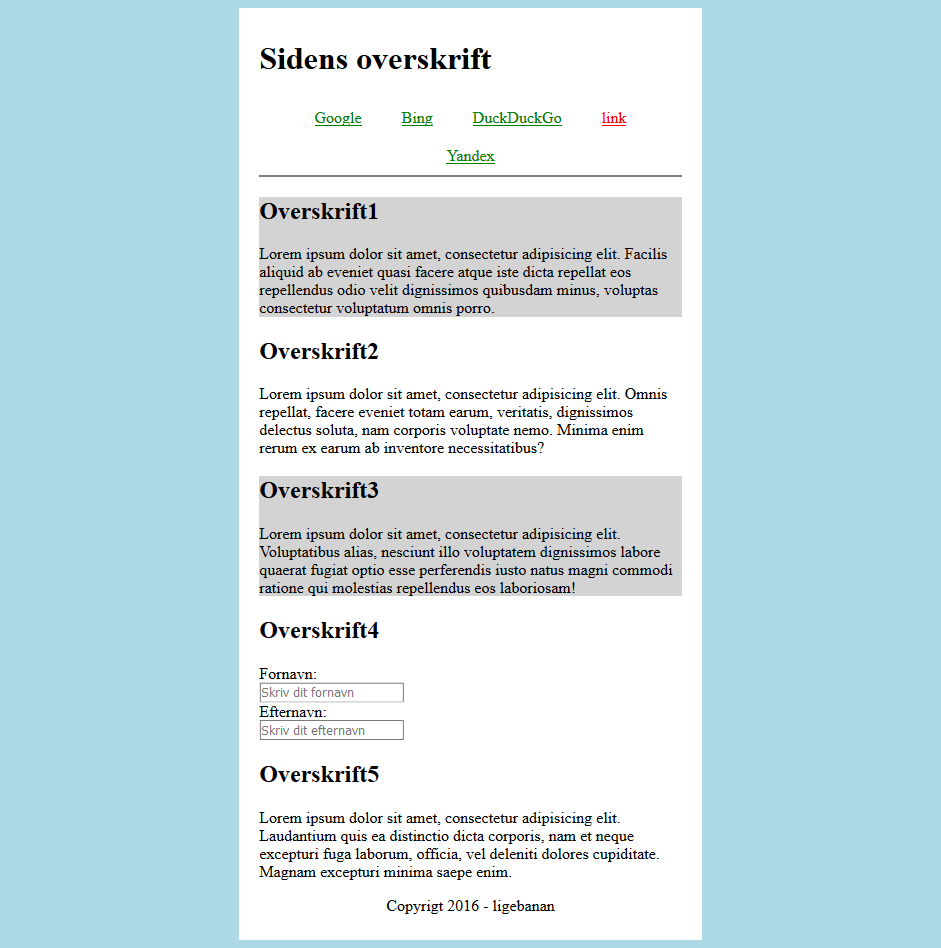 Sidens overskrift
Google Bing DuckDuckGo link
Yandex
Overskrift1
Lorem ipsum dolor sit amet, consectetur adipisicing elit. Facilis
aliquid ab eveniet quasi facere atque iste dicta repellat eos
repellendus odio velit dignissimos quibusdam minus, voluptas
consectetur voluptatum omnis porro.
Overskrift2
Lorem ipsum dolor sit amet, consectetur adipisicing elit. Omnis
repellat, facere eveniet totam earum, veritatis, dignissimos
delectus soluta, nam corporis voluptate nemo. Minima enim
rerum ex earum ab inventore necessitatibus?
Overskrift3
Lorem ipsum dolor sit amet, consectetur adipisicing elit.
Voluptatibus alias, nesciunt illo voluptatem dignissimos labore
quaerat fugiat optio esse perferendis iusto natus magni commodi
ratione qui molestias repellendus eos laboriosam!
Overskrift4
Fornavn:
Skriv dit fornavn
Efternavn:
Skriv dit efternavn
Overskrift5
Lorem ipsum dolor sit amet, consectetur adipisicing elit.
Laudantium quis ea distinctio dicta corporis, nam et neque
excepturi fuga laborum, officia, vel deleniti dolores cupiditate.
Magnam excepturi minima saepe enim.
Copyrigt 2016 - ligebanan